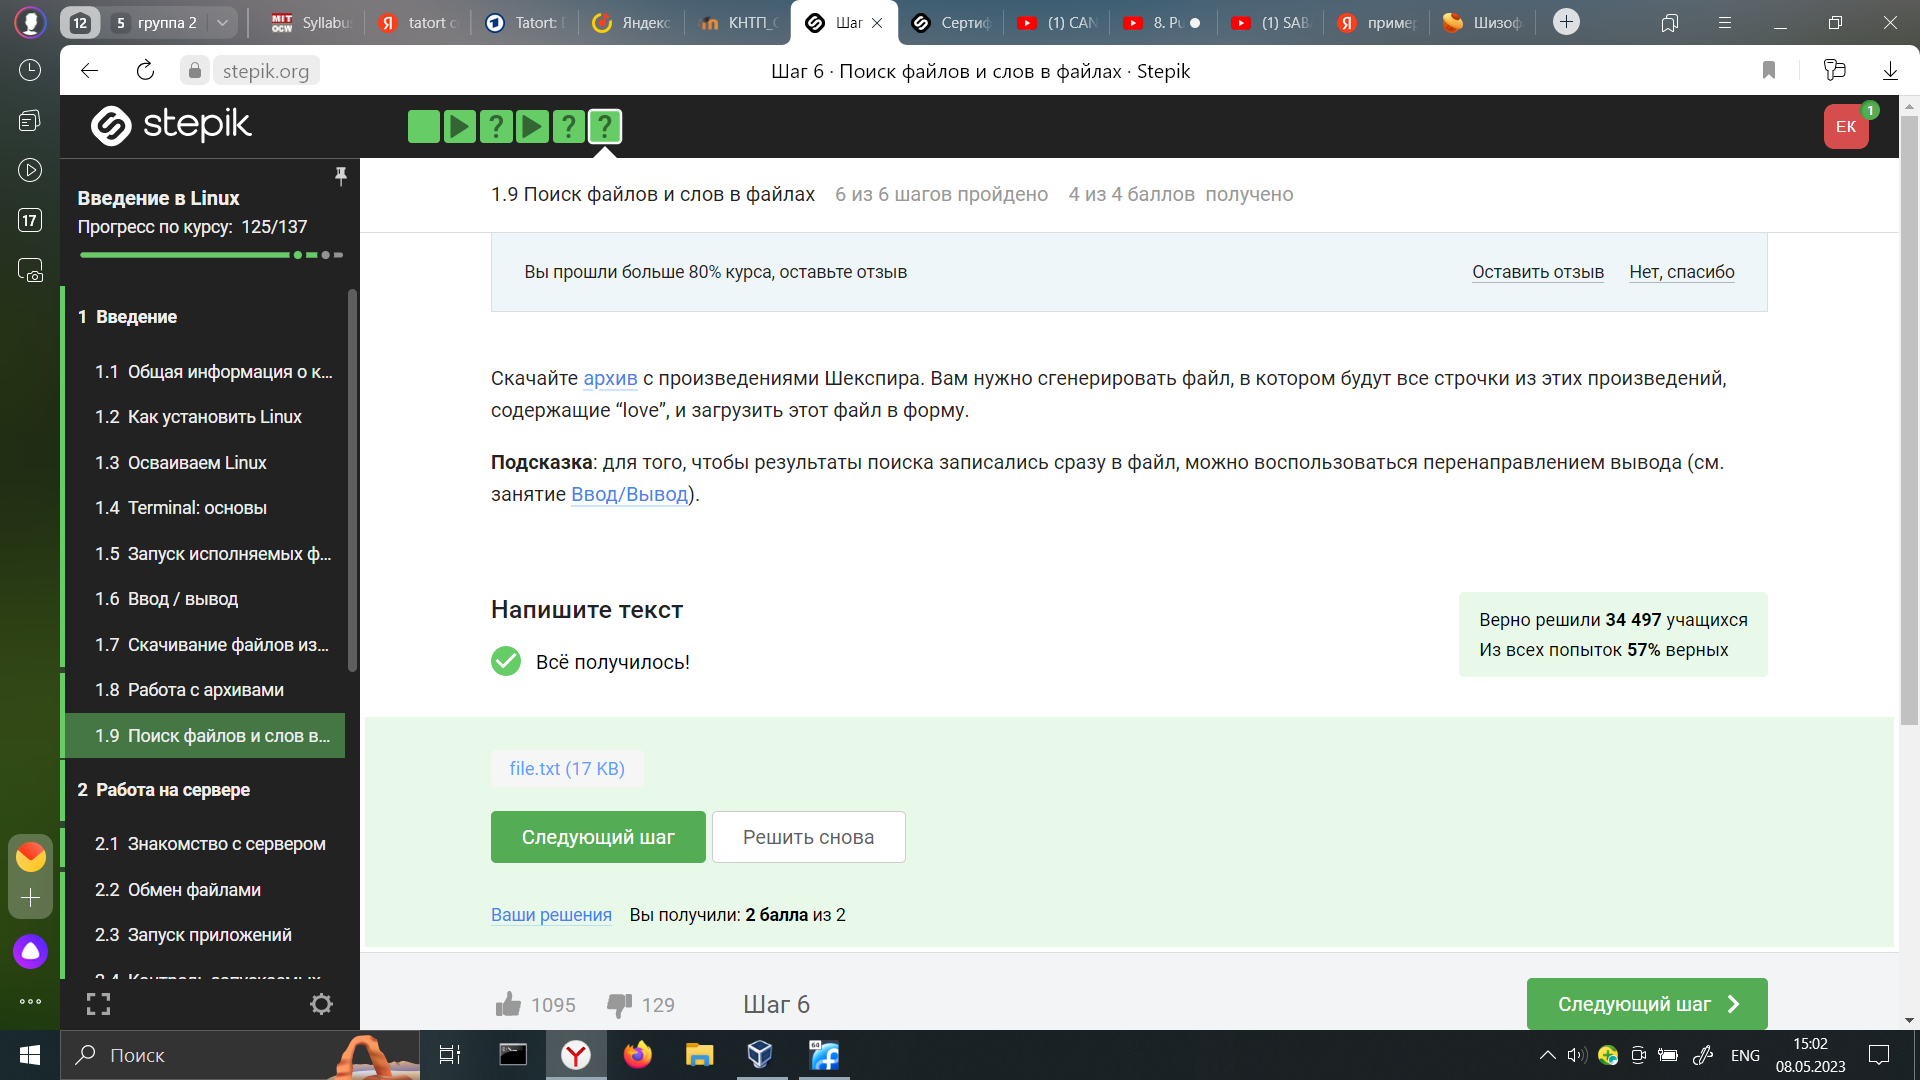 12
5 группа 2
MIT OCW Syllabu
tatort c
Tatort:
Яндекс
КНТП_С
Шаг
Сертиф
(1) CAN
8. Pu
(1) SAB
пример
Шизоф
stepik.org
Шаг 6 · Поиск файлов и слов в файлах · Stepik
17
stepik
? ? ?
ЕК
1
Введение в Linux
Прогресс по курсу: 125/137
1 Введение
1.1 Общая информация о к...
1.2 Как установить Linux
1.3 Осваиваем Linux
1.4 Terminal: основы
1.5 Запуск исполняемых ф...
1.6 Ввод / вывод
1.7 Скачивание файлов из...
1.8 Работа с архивами
1.9 Поиск файлов и слов в...
2 Работа на сервере
2.1 Знакомство с сервером
2.2 Обмен файлами
2.3 Запуск приложений
1.9 Поиск файлов и слов в файлах 6 из 6 шагов пройдено 4 из 4 баллов получено
Вы прошли больше 80% курса, оставьте отзыв
Оставить отзыв Нет, спасибо
Скачайте архив с произведениями Шекспира. Вам нужно сгенерировать файл, в котором будут все строчки из этих произведений,
содержащие “love”, и загрузить этот файл в форму.
Подсказка: для того, чтобы результаты поиска записались сразу в файл, можно воспользоваться перенаправлением вывода (см.
занятие Ввод/Вывод).
Напишите текст
Всё получилось!
Верно решили 34 497 учащихся
Из всех попыток 57% верных
file.txt (17 KB)
Следующий шаг
Решить снова
Ваши решения Вы получили: 2 балла из 2
1095
129
Шаг 6
Следующий шаг
Поиск
64
ENG
15:02
08.05.2023